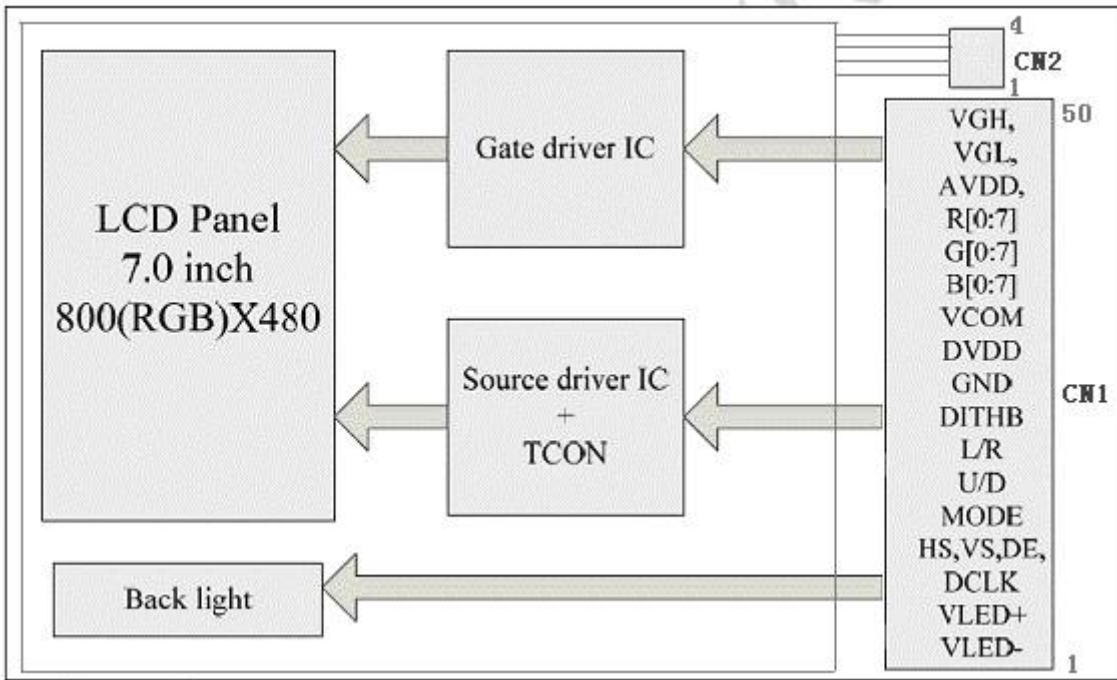 LCD Panel
7.0 inch
800(RGB)X480
Gate driver IC
Source driver IC
+
TCON
Back light
4
CN2
1
50
VGH,
VGL,
AVDD,
R[0:7]
G[0:7]
B[0:7]
VCOM
DVDD
GND
CN1
DITHB
L/R
U/D
MODE
HS,VS,DE,
DCLK
VLED+
VLED-
1